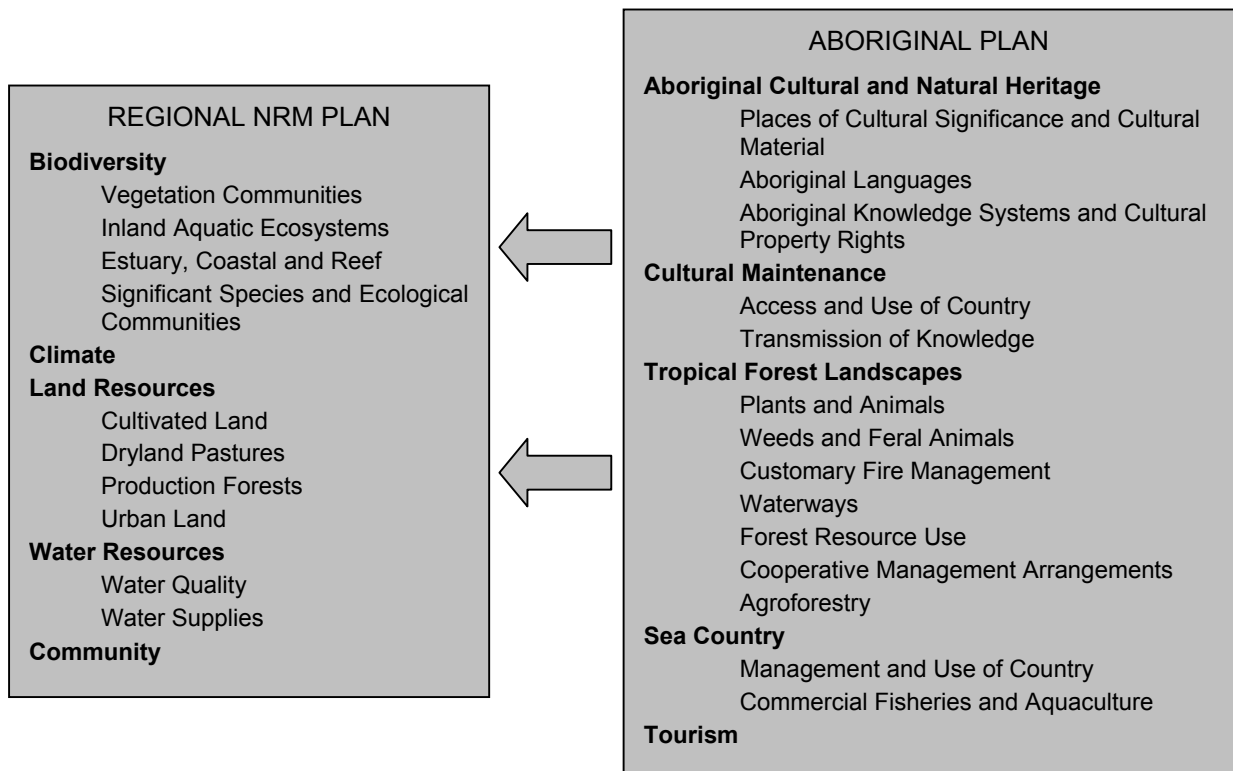 REGIONAL NRM PLAN
Biodiversity
Vegetation Communities
Inland Aquatic Ecosystems
Estuary, Coastal and Reef
Significant Species and Ecological
Communities
Climate
Land Resources
Cultivated Land
Dryland Pastures
Production Forests
Urban Land
Water Resources
Water Quality
Water Supplies
Community
ABORIGINAL PLAN
Aboriginal Cultural and Natural Heritage
Places of Cultural Significance and Cultural
Material
Aboriginal Languages
Aboriginal Knowledge Systems and Cultural
Property Rights
Cultural Maintenance
Access and Use of Country
Transmission of Knowledge
Tropical Forest Landscapes
Plants and Animals
Weeds and Feral Animals
Customary Fire Management
Waterways
Forest Resource Use
Cooperative Management Arrangements
Agroforestry
Sea Country
Management and Use of Country
Commercial Fisheries and Aquaculture
Tourism